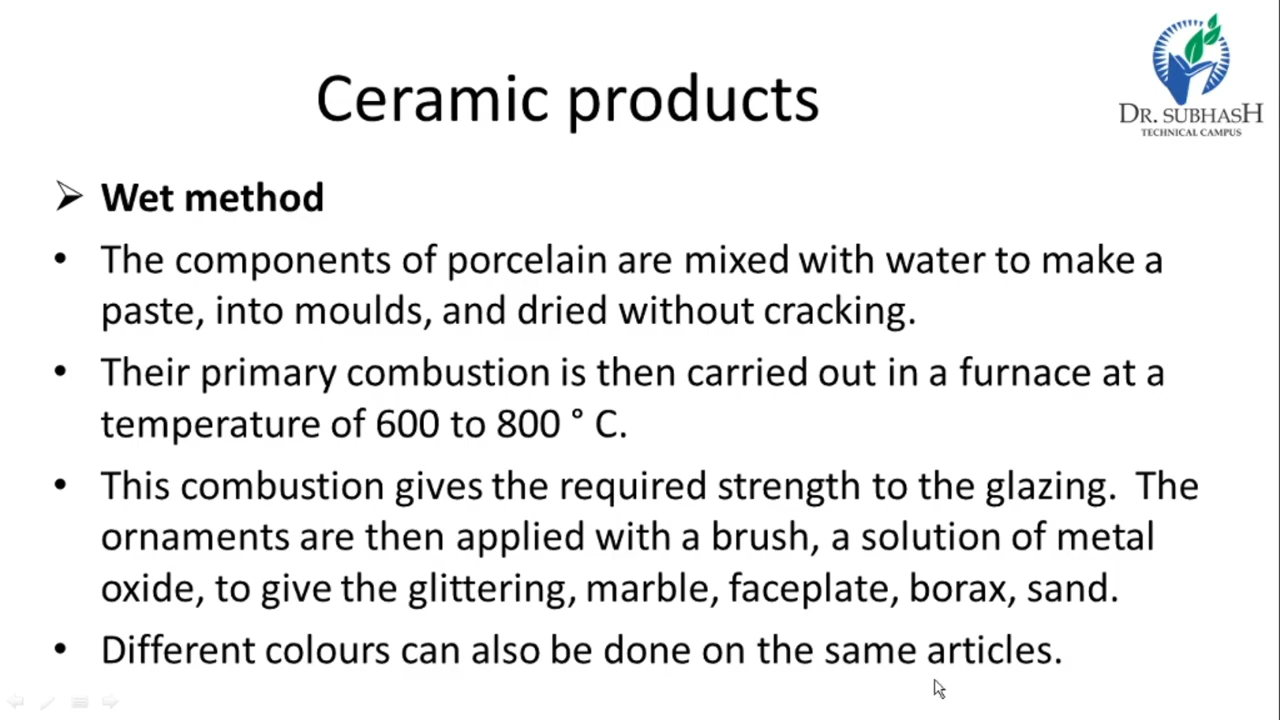 Ceramic products
DR. SUBHASH
TECHNICAL CAMPUS
Wet method
The components of porcelain are mixed with water to make a
paste, into moulds, and dried without cracking.
Their primary combustion is then carried out in a furnace at a
temperature of 600 to 800 ° C.
This combustion gives the required strength to the glazing.  The
ornaments are then applied with a brush, a solution of metal
oxide, to give the glittering, marble, faceplate, borax, sand.
Different colours can also be done on the same articles.